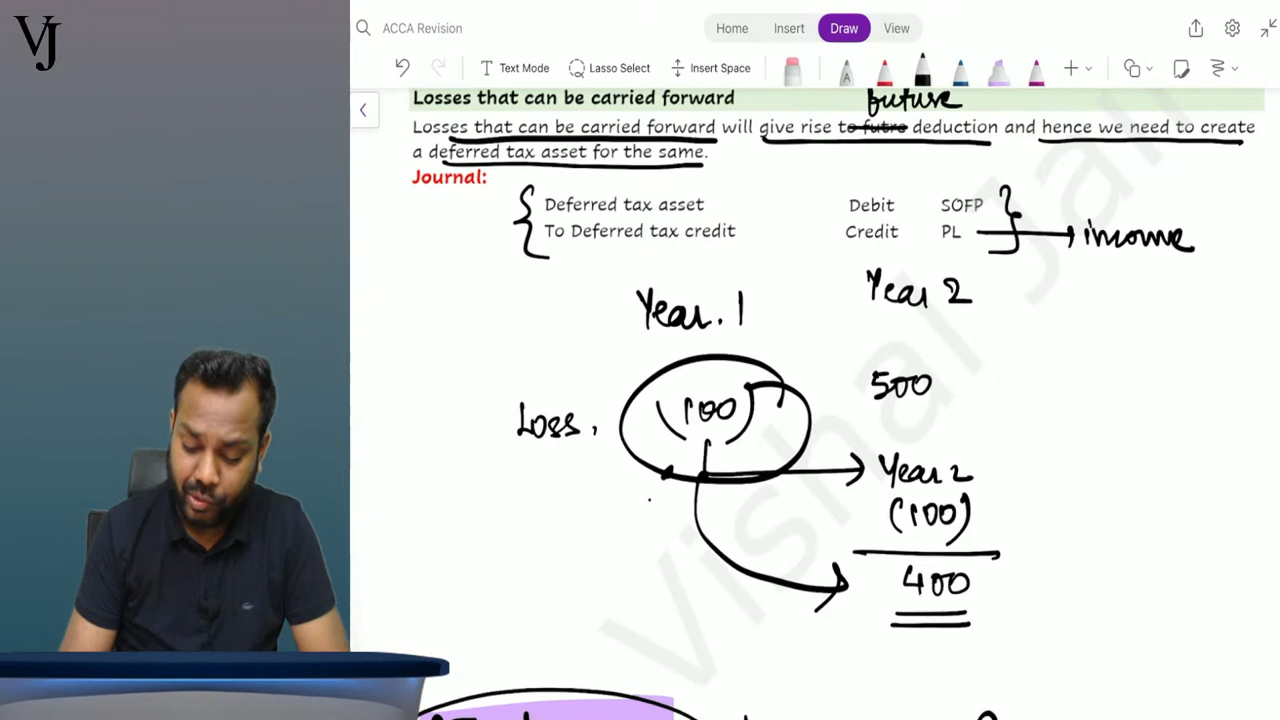 VJ
ACCA Revision
Home Insert Draw View
Text Mode Lasso Select Insert Space
Losses that can be carried forward
future
Losses that can be carried forward will give rise to futre deduction and hence we need to create
a deferred tax asset for the same.
Journal:
Deferred tax asset Debit SOFP
To Deferred tax credit Credit PL income
Year. 1 Year 2
Loss, (100) 500
Year 2
(100)
400
Vishal Jain